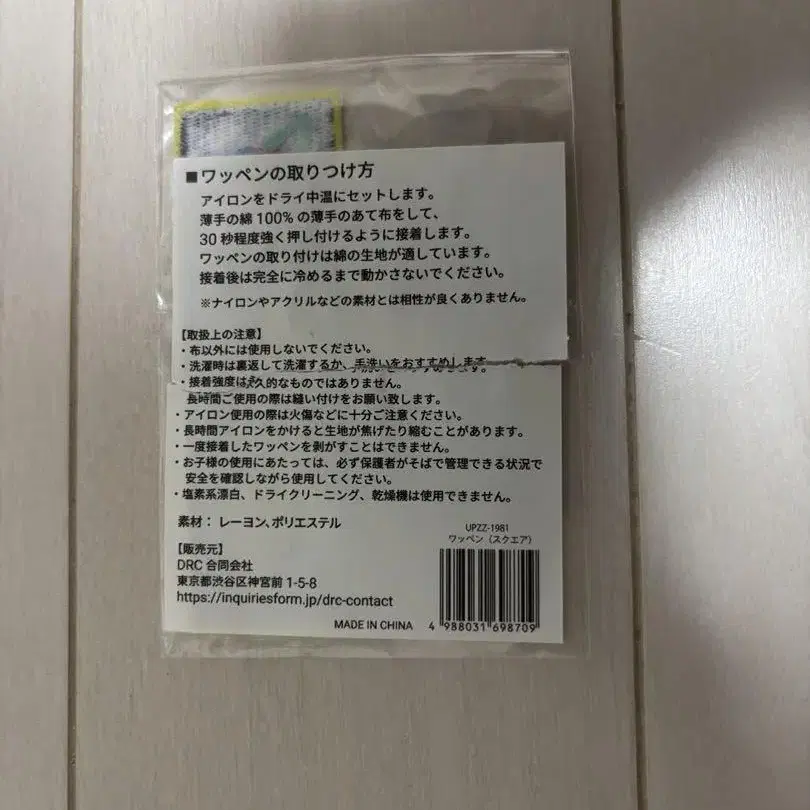 ■ワッペンの取りつけ方
アイロンをドライ中温にセットします。
薄手の綿100%の薄手のあて布をして、
30秒程度強く押し付けるように接着します。
ワッペンの取り付けは綿の生地が適しています。
接着後は完全に冷めるまで動かさないでください。
※ナイロンやアクリルなどの素材とは相性が良くありません。
【取扱上の注意】
・布以外には使用しないでください。
・洗濯時は裏返して洗濯するか、手洗いをおすすめします。
・接着強度は永久的なものではありません。
長時間ご使用の際は縫い付けをお願い致します。
・アイロン使用の際は火傷などに十分ご注意ください。
・長時間アイロンをかけると生地が焦げたり縮むことがあります。
・一度接着したワッペンを剥がすことはできません。
・お子様の使用にあたっては、必ず保護者がそばで管理できる状況で
安全を確認しながら使用してください。
・塩素系漂白、ドライクリーニング、乾燥機は使用できません。
素材：レーヨン、ポリエステル
【販売元】
DRC合同会社
東京都渋谷区神宮前1-5-8
https://inquiriesform.jp/drc-contact
MADE IN CHINA
UPZZ-1981
ワッペン（スクエア）
4 988031 698709